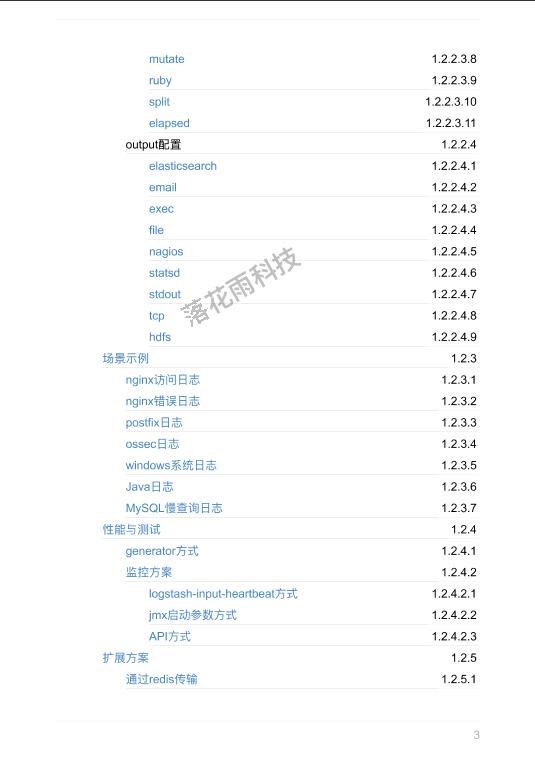 mutate 1.2.2.3.8
ruby 1.2.2.3.9
split 1.2.2.3.10
elapsed 1.2.2.3.11
output配置 1.2.2.4
elasticsearch 1.2.2.4.1
email 1.2.2.4.2
exec 1.2.2.4.3
file 1.2.2.4.4
nagios 1.2.2.4.5
statsd 1.2.2.4.6
stdout 1.2.2.4.7
tcp 1.2.2.4.8
hdfs 1.2.2.4.9
落花雨科技
场景示例 1.2.3
nginx访问日志 1.2.3.1
nginx错误日志 1.2.3.2
postfix日志 1.2.3.3
ossec日志 1.2.3.4
windows系统日志 1.2.3.5
Java日志 1.2.3.6
MySQL慢查询日志 1.2.3.7
性能与测试 1.2.4
generator方式 1.2.4.1
监控方案 1.2.4.2
logstash-input-heartbeat方式 1.2.4.2.1
jmx启动参数方式 1.2.4.2.2
API方式 1.2.4.2.3
扩展方案 1.2.5
通过redis传输 1.2.5.1
3